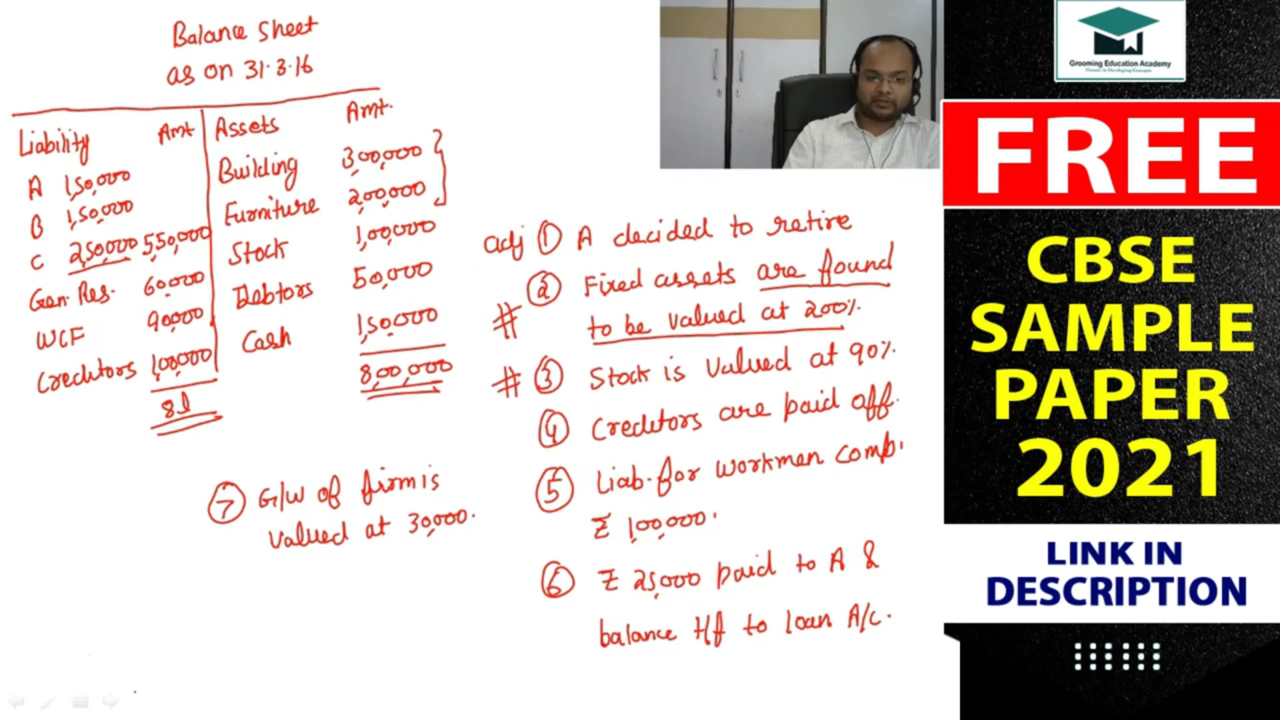 Balance Sheet
as on 31.3.16
Liability Amt Assets Amt.
A 1,50,000 Building 3,00,000
B 1,50,000 Furniture 2,00,000
C 2,50,000 5,50,000 Stock 1,00,000
Gen. Res. 60,000 Debtors 50,000
WCF 90,000 Cash 1,50,000
Creditors 1,00,000 8,00,000
8l
adj ① A decided to retire
② Fixed assets are found
# to be valued at 200%.
# ③ Stock is valued at 90%.
④ Creditors are paid off.
⑤ Liab. for workmen comp.
₹ 1,00,000.
⑥ ₹ 25,000 paid to A &
balance t/f to loan A/c.
⑦ G/W of firm is
valued at 30,000.
Grooming Education Academy
Pioneer in Developing Concepts
FREE
CBSE
SAMPLE
PAPER
2021
LINK IN
DESCRIPTION